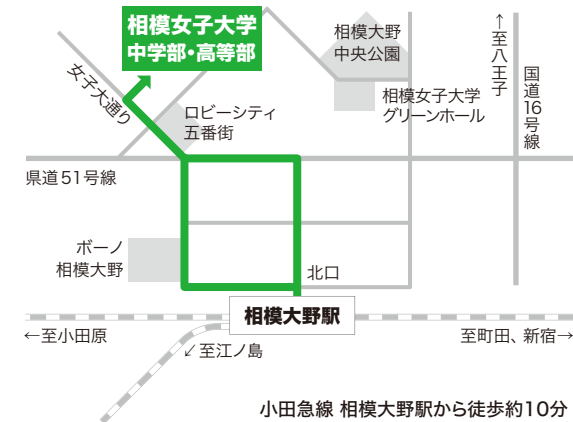 相模女子大学
中学部・高等部
相模大野
中央公園
↑至八王子
国道16号線
女子大通り
ロビーシティ
五番街
相模女子大学
グリーンホール
県道51号線
ボーノ
相模大野
北口
相模大野駅
←至小田原
↙至江ノ島
至町田、新宿→
小田急線 相模大野駅から徒歩約10分